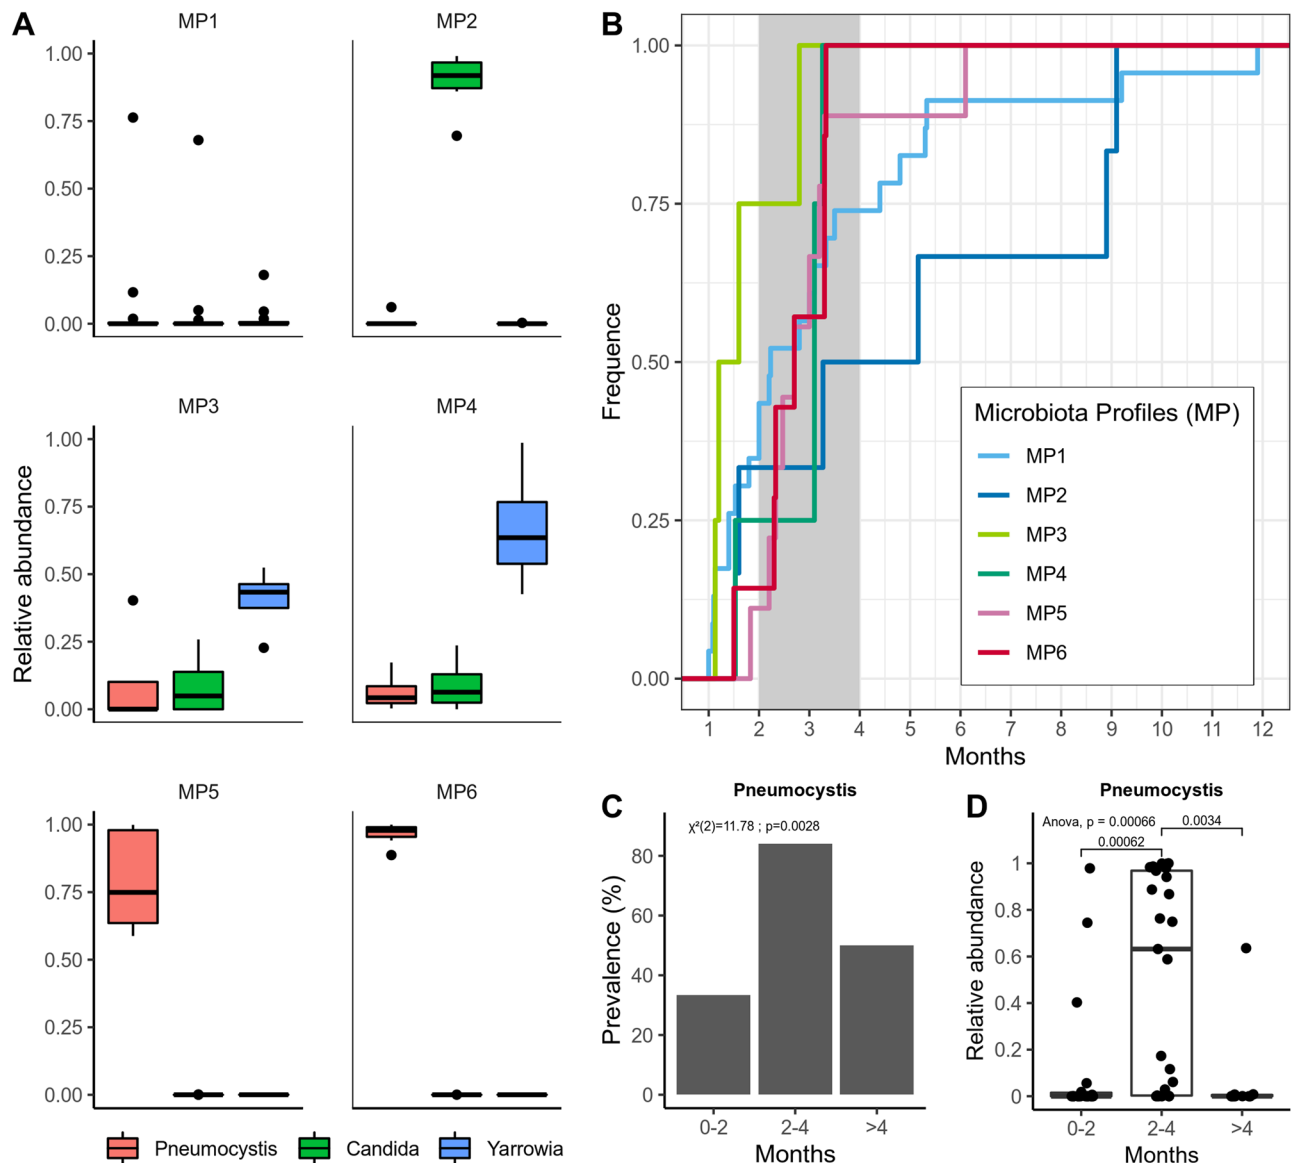 A
MP1
MP2
1.00
0.75
0.50
0.25
0.00
MP3
MP4
Relative abundance
1.00
0.75
0.50
0.25
0.00
MP5
MP6
1.00
0.75
0.50
0.25
0.00
Pneumocystis Candida Yarrowia
B
Frequence
1.00
0.75
0.50
0.25
0.00
Microbiota Profiles (MP)
MP1
MP2
MP3
MP4
MP5
MP6
1 2 3 4 5 6 7 8 9 10 11 12
Months
C
Pneumocystis
χ²(2)=11.78 ; p=0.0028
Prevalence (%)
80
60
40
20
0
0-2 2-4 >4
Months
D
Pneumocystis
Anova, p = 0.00066
0.0034
0.00062
Relative abundance
1
0.8
0.6
0.4
0.2
0
0-2 2-4 >4
Months